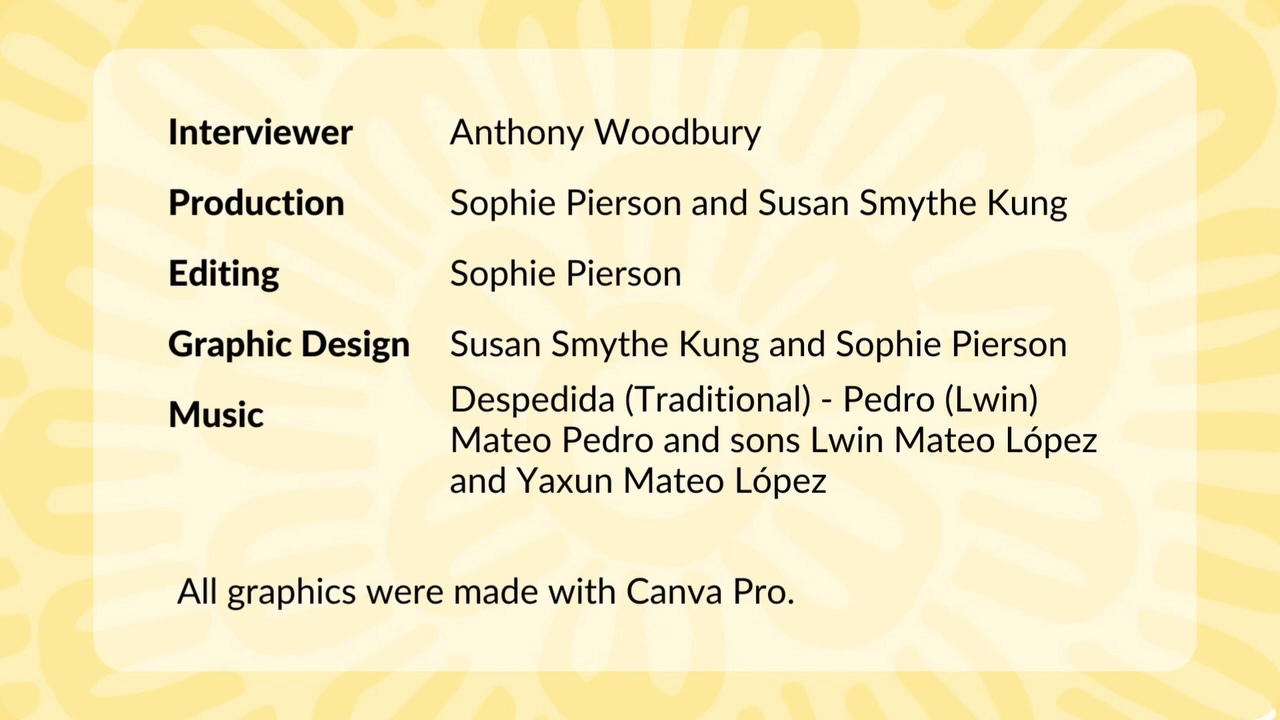 Interviewer Anthony Woodbury
Production Sophie Pierson and Susan Smythe Kung
Editing Sophie Pierson
Graphic Design Susan Smythe Kung and Sophie Pierson
Music Despedida (Traditional) - Pedro (Lwin)
Mateo Pedro and sons Lwin Mateo López
and Yaxun Mateo López
All graphics were made with Canva Pro.